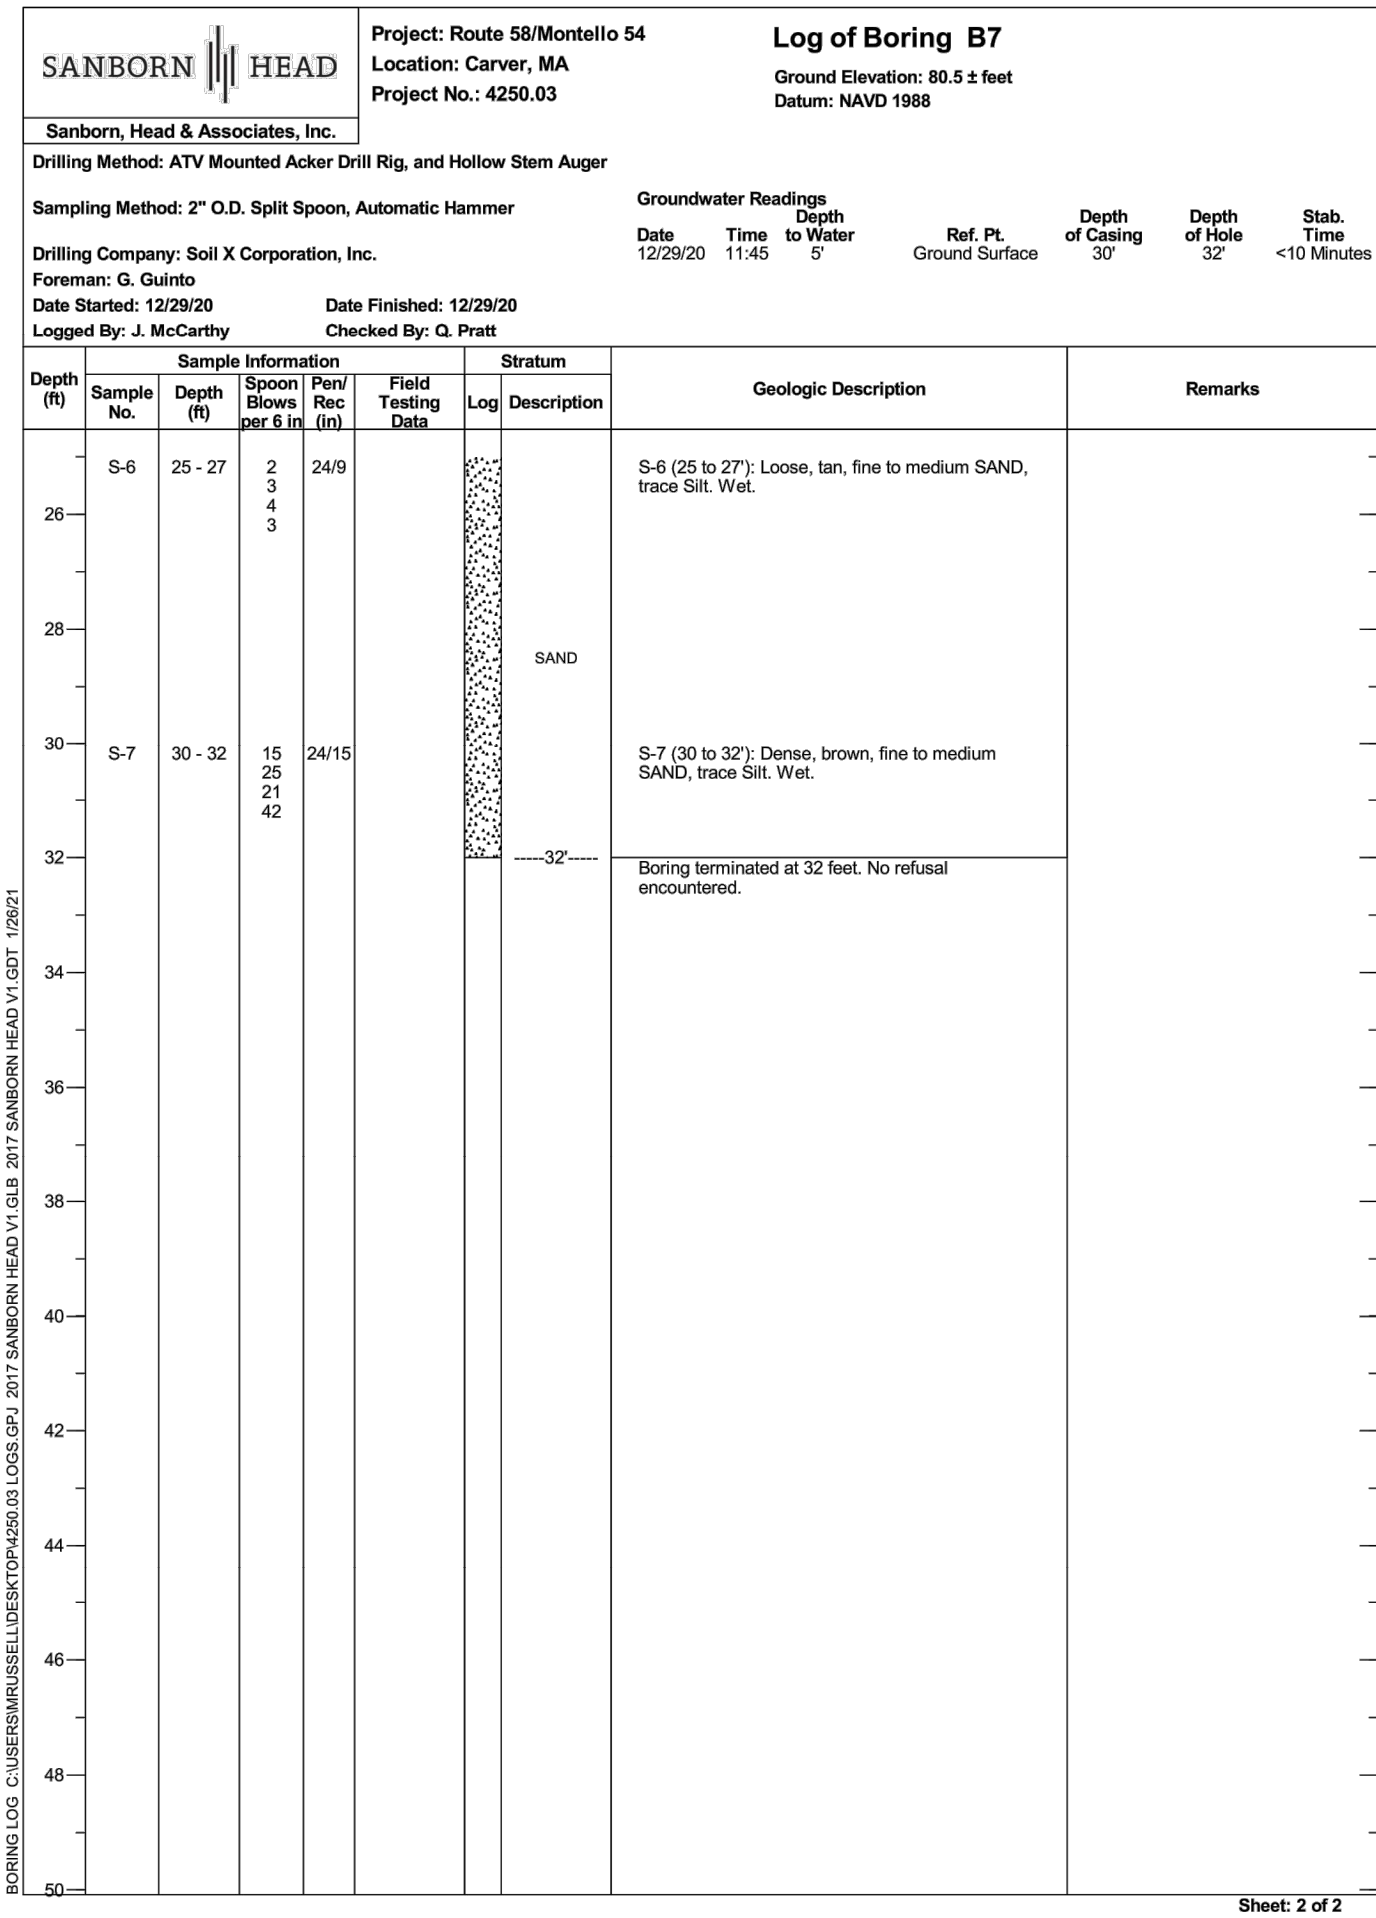 SANBORN HEAD
Sanborn, Head & Associates, Inc.
Project: Route 58/Montello 54
Location: Carver, MA
Project No.: 4250.03
Log of Boring B7
Ground Elevation: 80.5 ± feet
Datum: NAVD 1988
Drilling Method: ATV Mounted Acker Drill Rig, and Hollow Stem Auger
Sampling Method: 2" O.D. Split Spoon, Automatic Hammer
Drilling Company: Soil X Corporation, Inc.
Foreman: G. Guinto
Date Started: 12/29/20 Date Finished: 12/29/20
Logged By: J. McCarthy Checked By: Q. Pratt
Groundwater Readings
Depth Depth Depth Stab.
Date Time to Water Ref. Pt. of Casing of Hole Time
12/29/20 11:45 5' Ground Surface 30' 32' <10 Minutes
Depth
(ft)
Sample Information
Sample
No.
Depth
(ft)
Spoon
Blows
per 6 in
Pen/
Rec
(in)
Field
Testing
Data
Stratum
Log
Description
Geologic Description
Remarks
S-6 25 - 27 2 24/9 S-6 (25 to 27'): Loose, tan, fine to medium SAND,
3 trace Silt. Wet.
26 4
3
28
SAND
30 S-7 30 - 32 15 24/15 S-7 (30 to 32'): Dense, brown, fine to medium
25 SAND, trace Silt. Wet.
21
42
32 -----32'-----
Boring terminated at 32 feet. No refusal
encountered.
34
36
38
40
42
44
46
48
50
BORING LOG C:\USERS\MRUSSELL\DESKTOP\4250.03 LOGS.GPJ 2017 SANBORN HEAD V1.GLB 2017 SANBORN HEAD V1.GDT 1/26/21
Sheet: 2 of 2